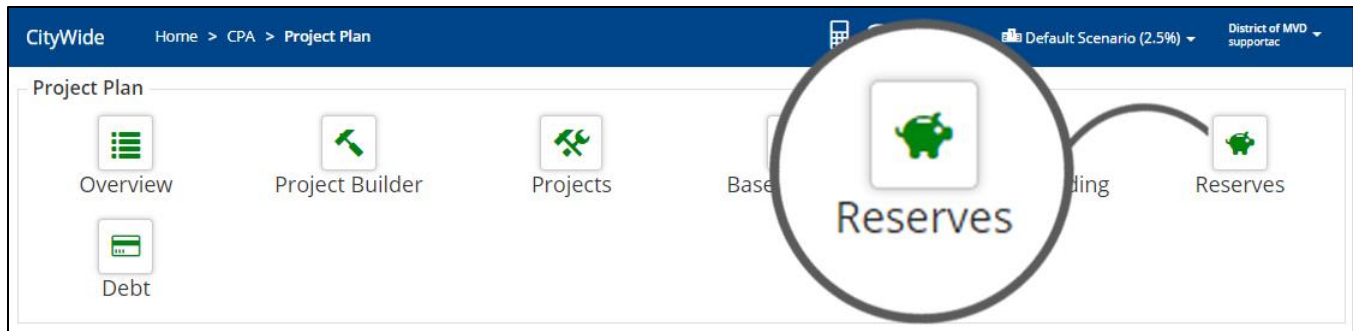 CityWide Home > CPA > Project Plan Default Scenario (2.5%) District of MVD
supportac
Project Plan
Overview Project Builder Projects Reserves Reserves
Debt